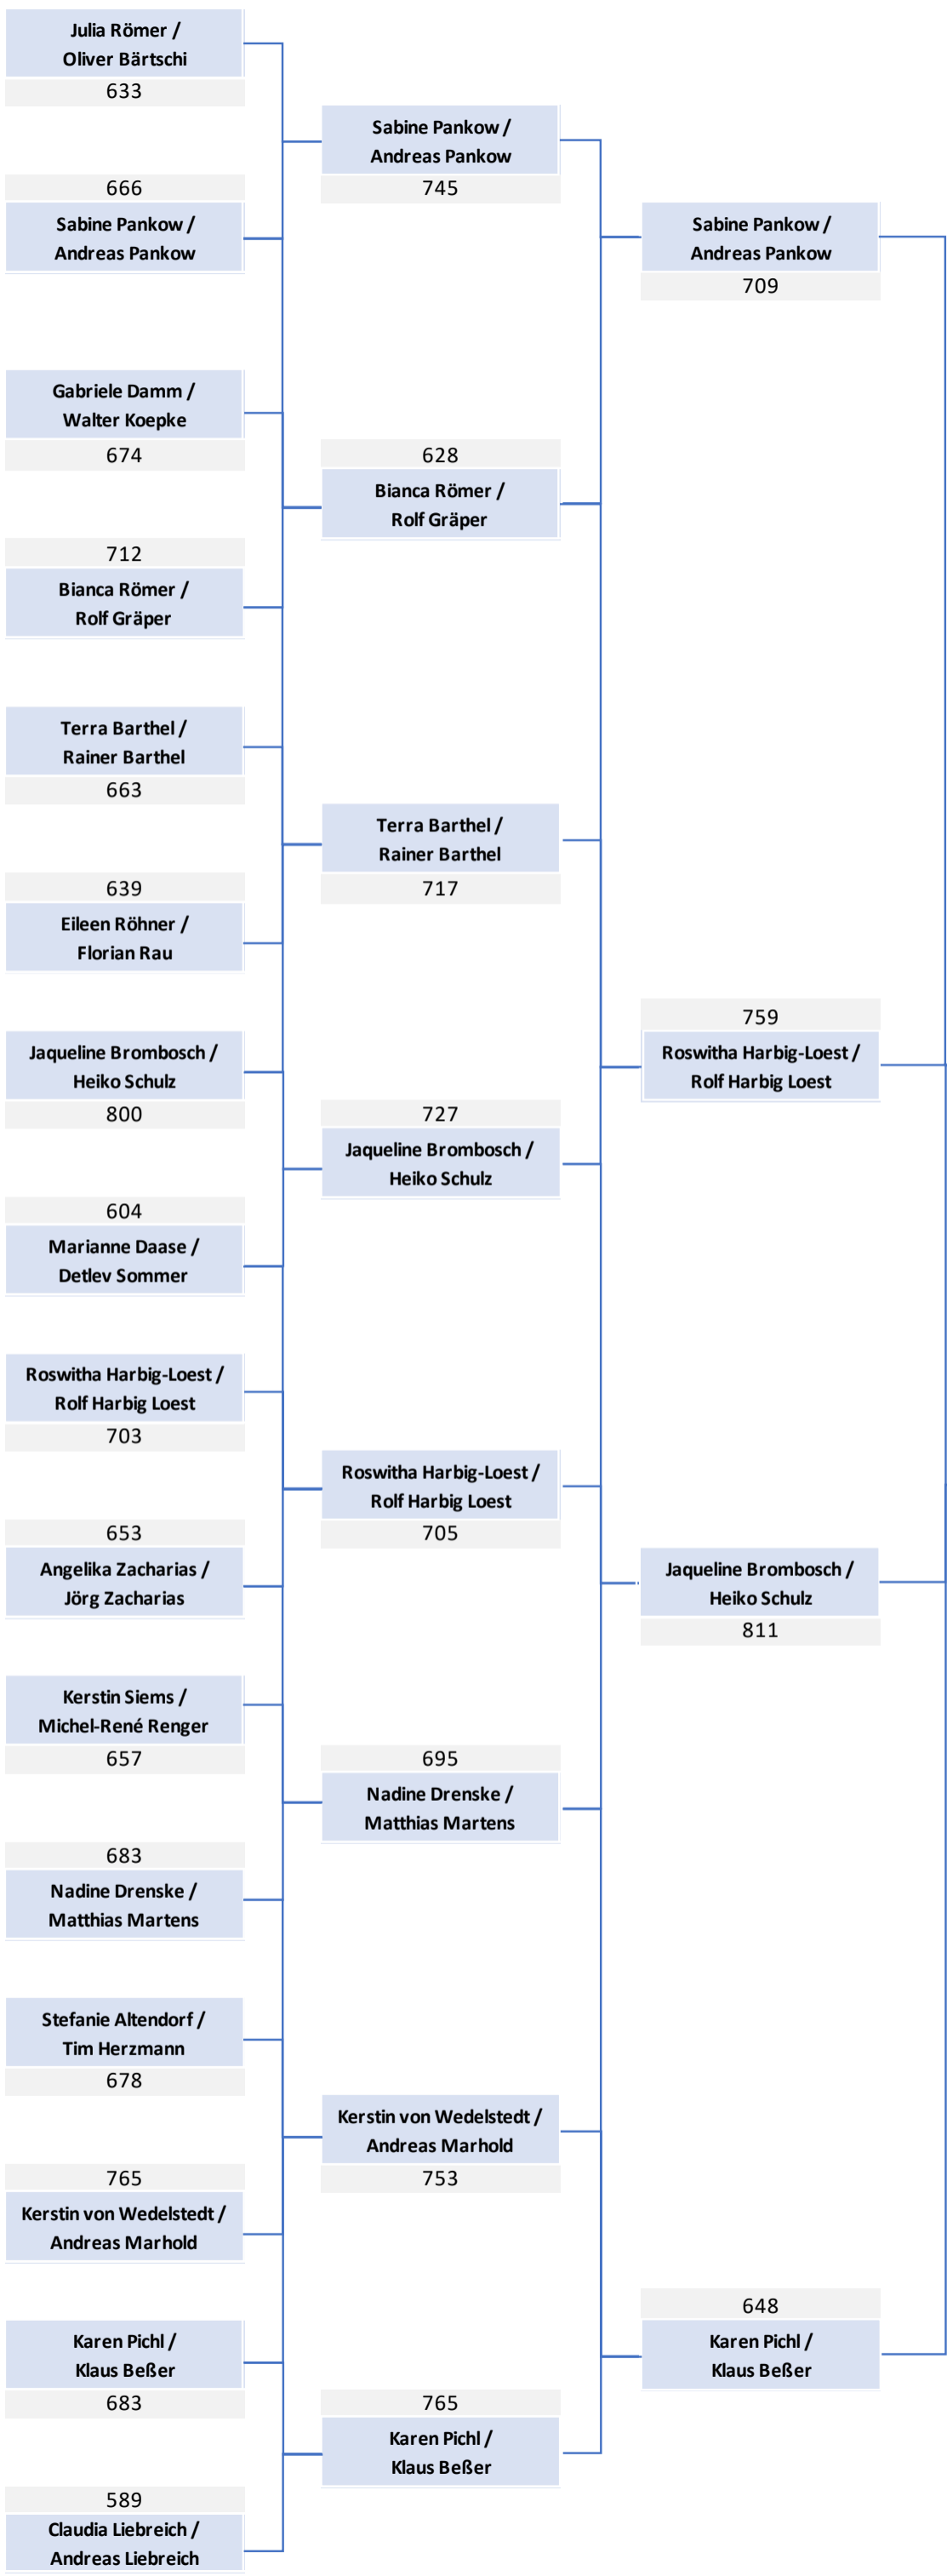 Julia Römer /
Oliver Bärtschi
633
666
Sabine Pankow /
Andreas Pankow
Gabriele Damm /
Walter Koepke
674
712
Bianca Römer /
Rolf Gräper
Terra Barthel /
Rainer Barthel
663
639
Eileen Röhner /
Florian Rau
Jaqueline Brombosch /
Heiko Schulz
800
604
Marianne Daase /
Detlev Sommer
Roswitha Harbig-Loest /
Rolf Harbig Loest
703
653
Angelika Zacharias /
Jörg Zacharias
Kerstin Siems /
Michel-René Renger
657
683
Nadine Drenske /
Matthias Martens
Stefanie Altendorf /
Tim Herzmann
678
765
Kerstin von Wedelstedt /
Andreas Marhold
Karen Pichl /
Klaus Beßer
683
589
Claudia Liebreich /
Andreas Liebreich
Sabine Pankow /
Andreas Pankow
745
628
Bianca Römer /
Rolf Gräper
Terra Barthel /
Rainer Barthel
717
727
Jaqueline Brombosch /
Heiko Schulz
Roswitha Harbig-Loest /
Rolf Harbig Loest
705
695
Nadine Drenske /
Matthias Martens
Kerstin von Wedelstedt /
Andreas Marhold
753
765
Karen Pichl /
Klaus Beßer
Sabine Pankow /
Andreas Pankow
709
759
Roswitha Harbig-Loest /
Rolf Harbig Loest
Jaqueline Brombosch /
Heiko Schulz
811
648
Karen Pichl /
Klaus Beßer